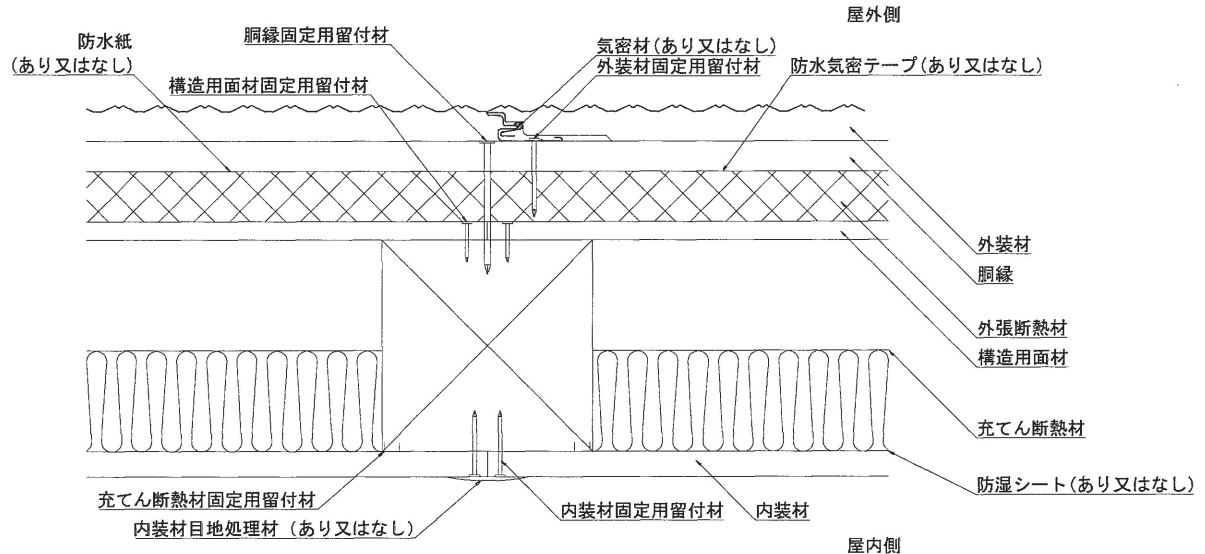 屋外側
防水紙
(あり又はなし)
胴縁固定用留付材
構造用面材固定用留付材
気密材(あり又はなし)
外装材固定用留付材
防水気密テープ(あり又はなし)
外装材
胴縁
外張断熱材
構造用面材
充てん断熱材
防湿シート(あり又はなし)
充てん断熱材固定用留付材
内装材目地処理材 (あり又はなし)
内装材固定用留付材
内装材
屋内側